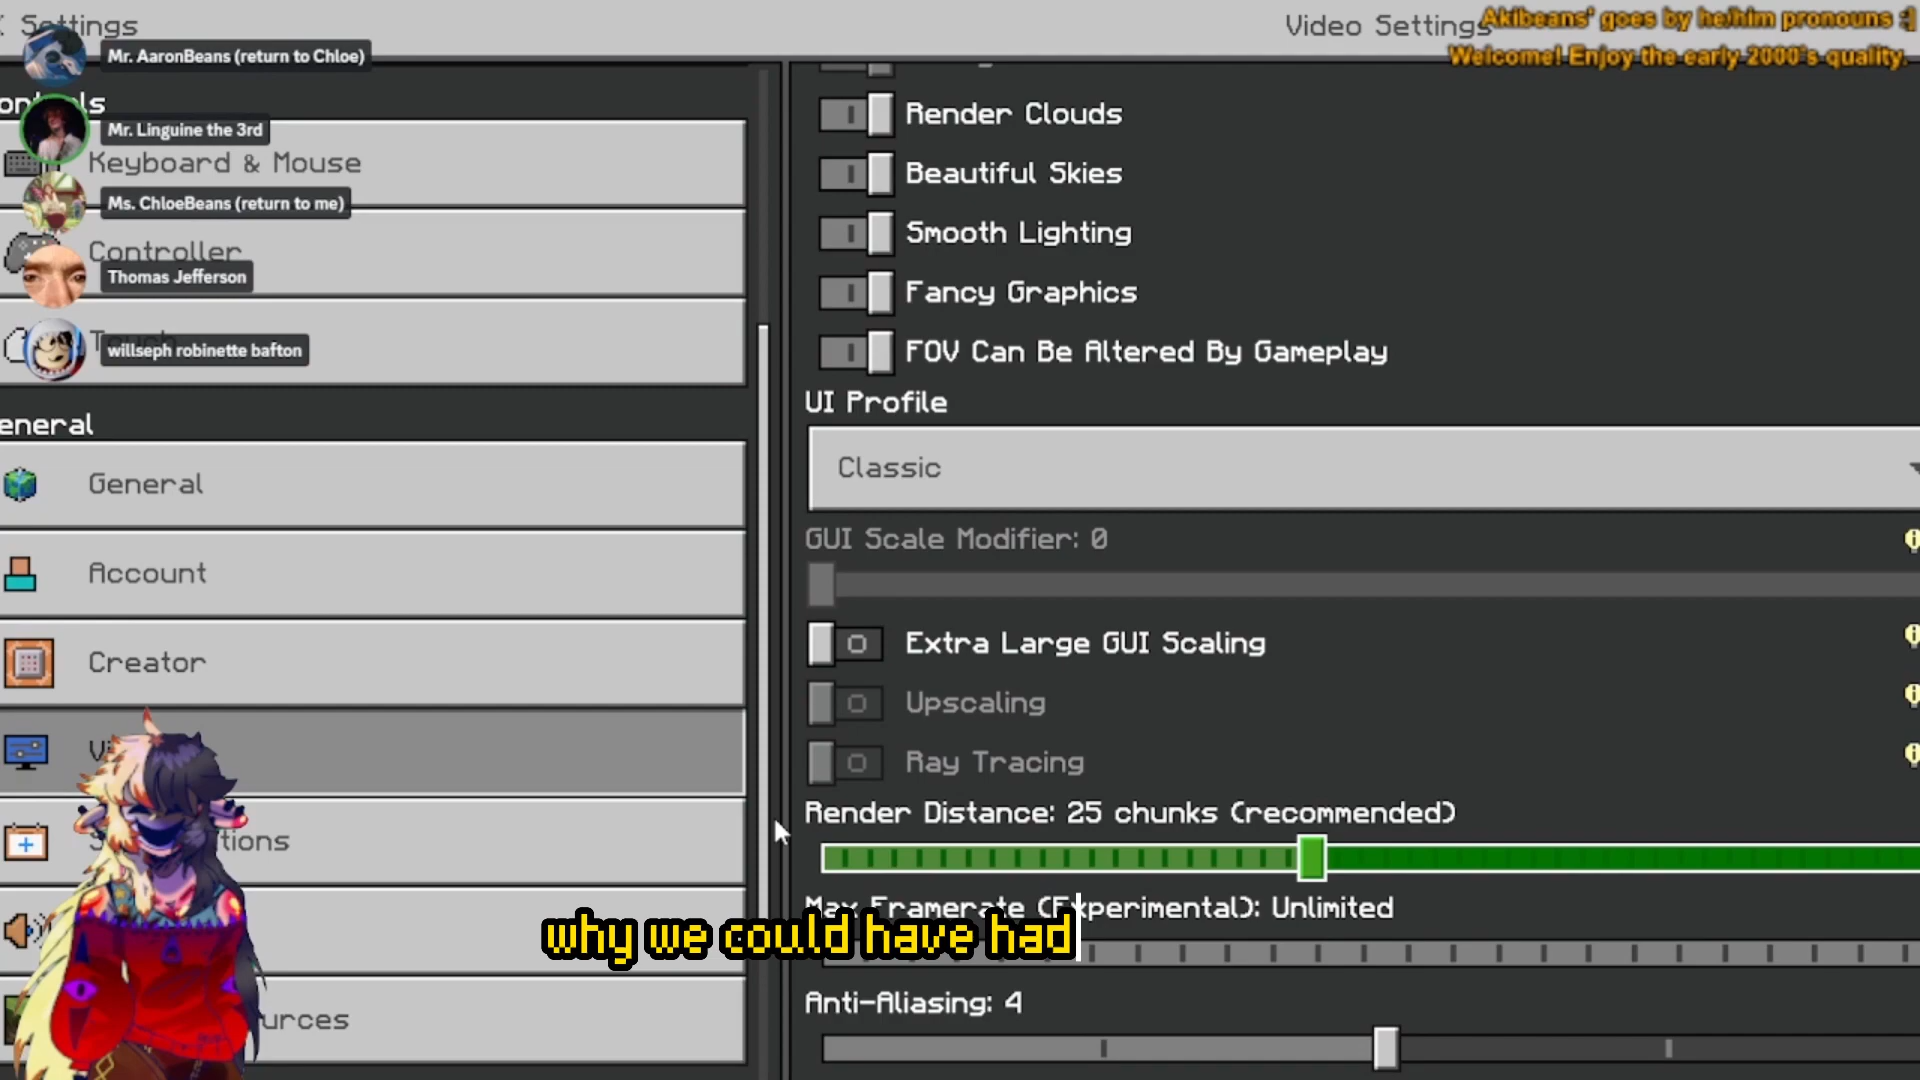 Settings
Video Settings
Akibeans' goes by he/him pronouns :]
Welcome! Enjoy the early 2000's quality.
Mr. AaronBeans (return to Chloe)
Mr. Linguine the 3rd
Keyboard & Mouse
Ms. ChloeBeans (return to me)
Controller
Thomas Jefferson
Touch
willseph robinette bafton
eneral
General
Account
Creator
Render Clouds
Beautiful Skies
Smooth Lighting
Fancy Graphics
FOV Can Be Altered By Gameplay
UI Profile
Classic
GUI Scale Modifier: 0
Extra Large GUI Scaling
Upscaling
Ray Tracing
Render Distance: 25 chunks (recommended)
Max Framerate (Experimental): Unlimited
why we could have had
Anti-Aliasing: 4